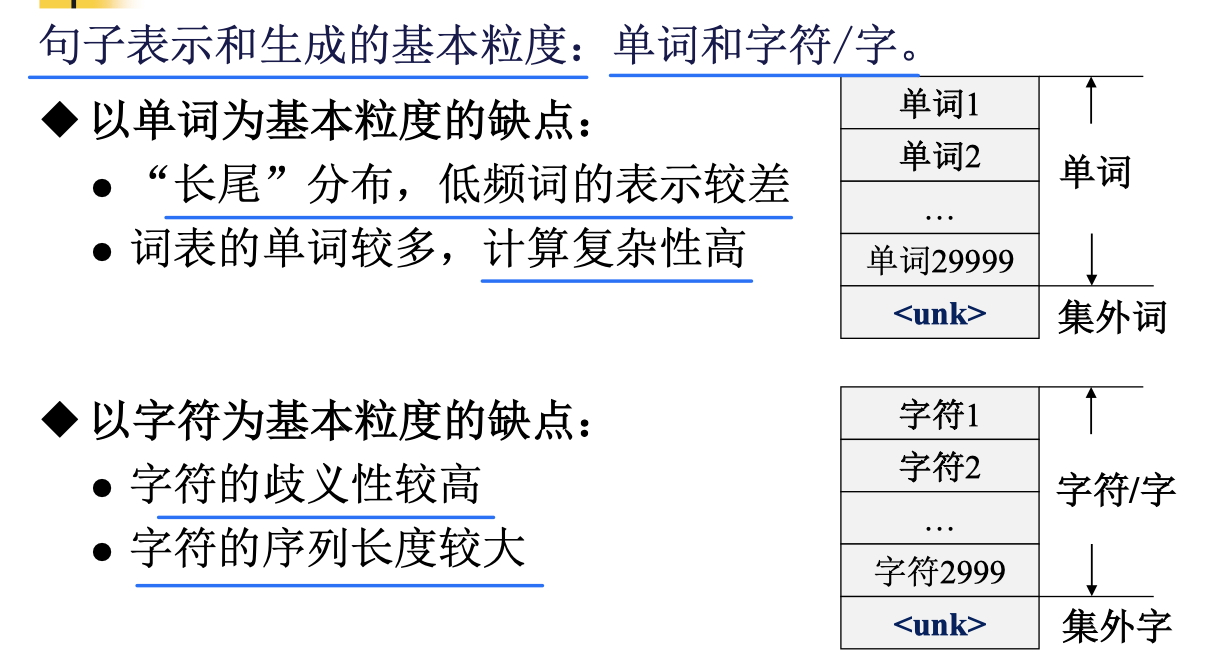 句子表示和生成的基本粒度：单词和字符/字。
◆ 以单词为基本粒度的缺点：
● “长尾”分布，低频词的表示较差
● 词表的单词较多，计算复杂性高
单词1
单词2
…
单词29999
<unk>
单词
集外词
◆ 以字符为基本粒度的缺点：
● 字符的歧义性较高
● 字符的序列长度较大
字符1
字符2
…
字符2999
<unk>
字符/字
集外字